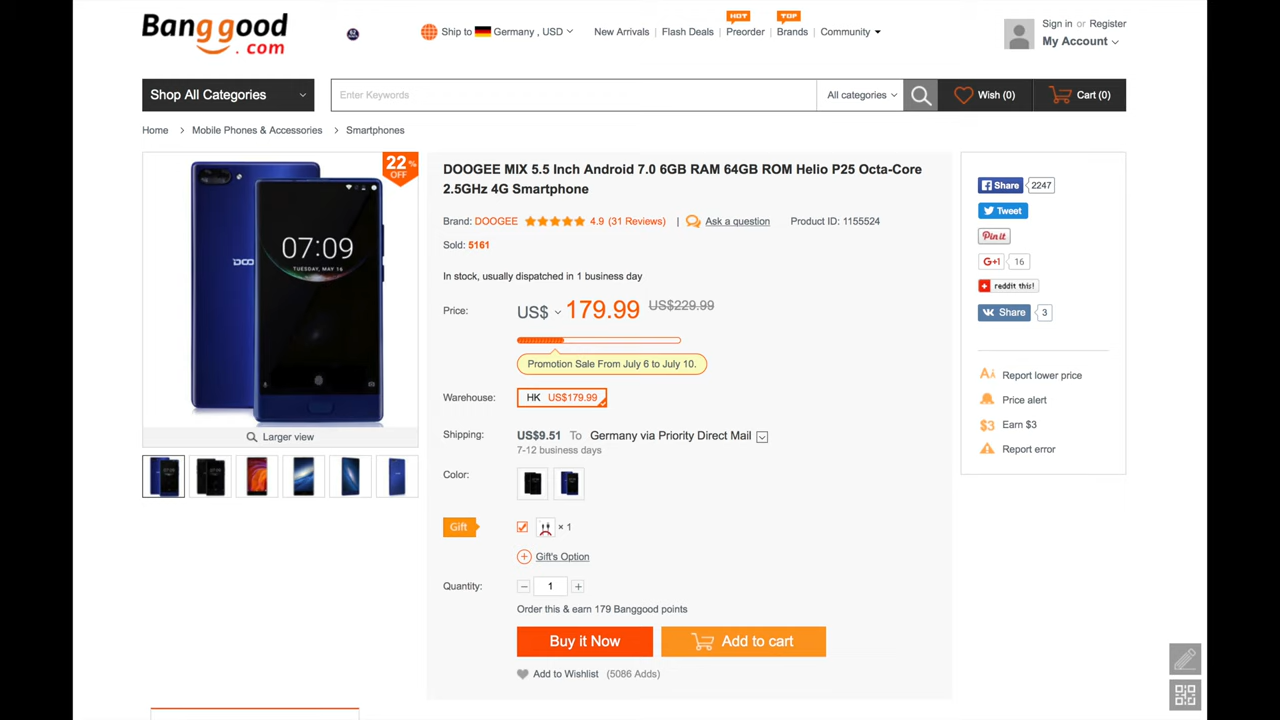 Banggood
.com
Ship to Germany , USD
New Arrivals
Flash Deals
HOT
Preorder
TOP
Brands
Community
Sign in or Register
My Account
Shop All Categories
Enter Keywords
All categories
Wish (0)
Cart (0)
Home > Mobile Phones & Accessories > Smartphones
22%
OFF
07:09
TUESDAY, MAY 16
DOO
Larger view
DOOGEE MIX 5.5 Inch Android 7.0 6GB RAM 64GB ROM Helio P25 Octa-Core
2.5GHz 4G Smartphone
Brand: DOOGEE 4.9 (31 Reviews) | Ask a question Product ID: 1155524
Sold: 5161
In stock, usually dispatched in 1 business day
Price: US$ 179.99 US$229.99
Promotion Sale From July 6 to July 10.
Warehouse: HK US$179.99
Shipping: US$9.51 To Germany via Priority Direct Mail
7-12 business days
Color:
Gift × 1
Gift's Option
Quantity: − 1 +
Order this & earn 179 Banggood points
Buy it Now
Add to cart
Add to Wishlist (5086 Adds)
Share 2247
Tweet
Pin it
G+1 16
reddit this!
Share 3
Report lower price
Price alert
$3 Earn $3
Report error